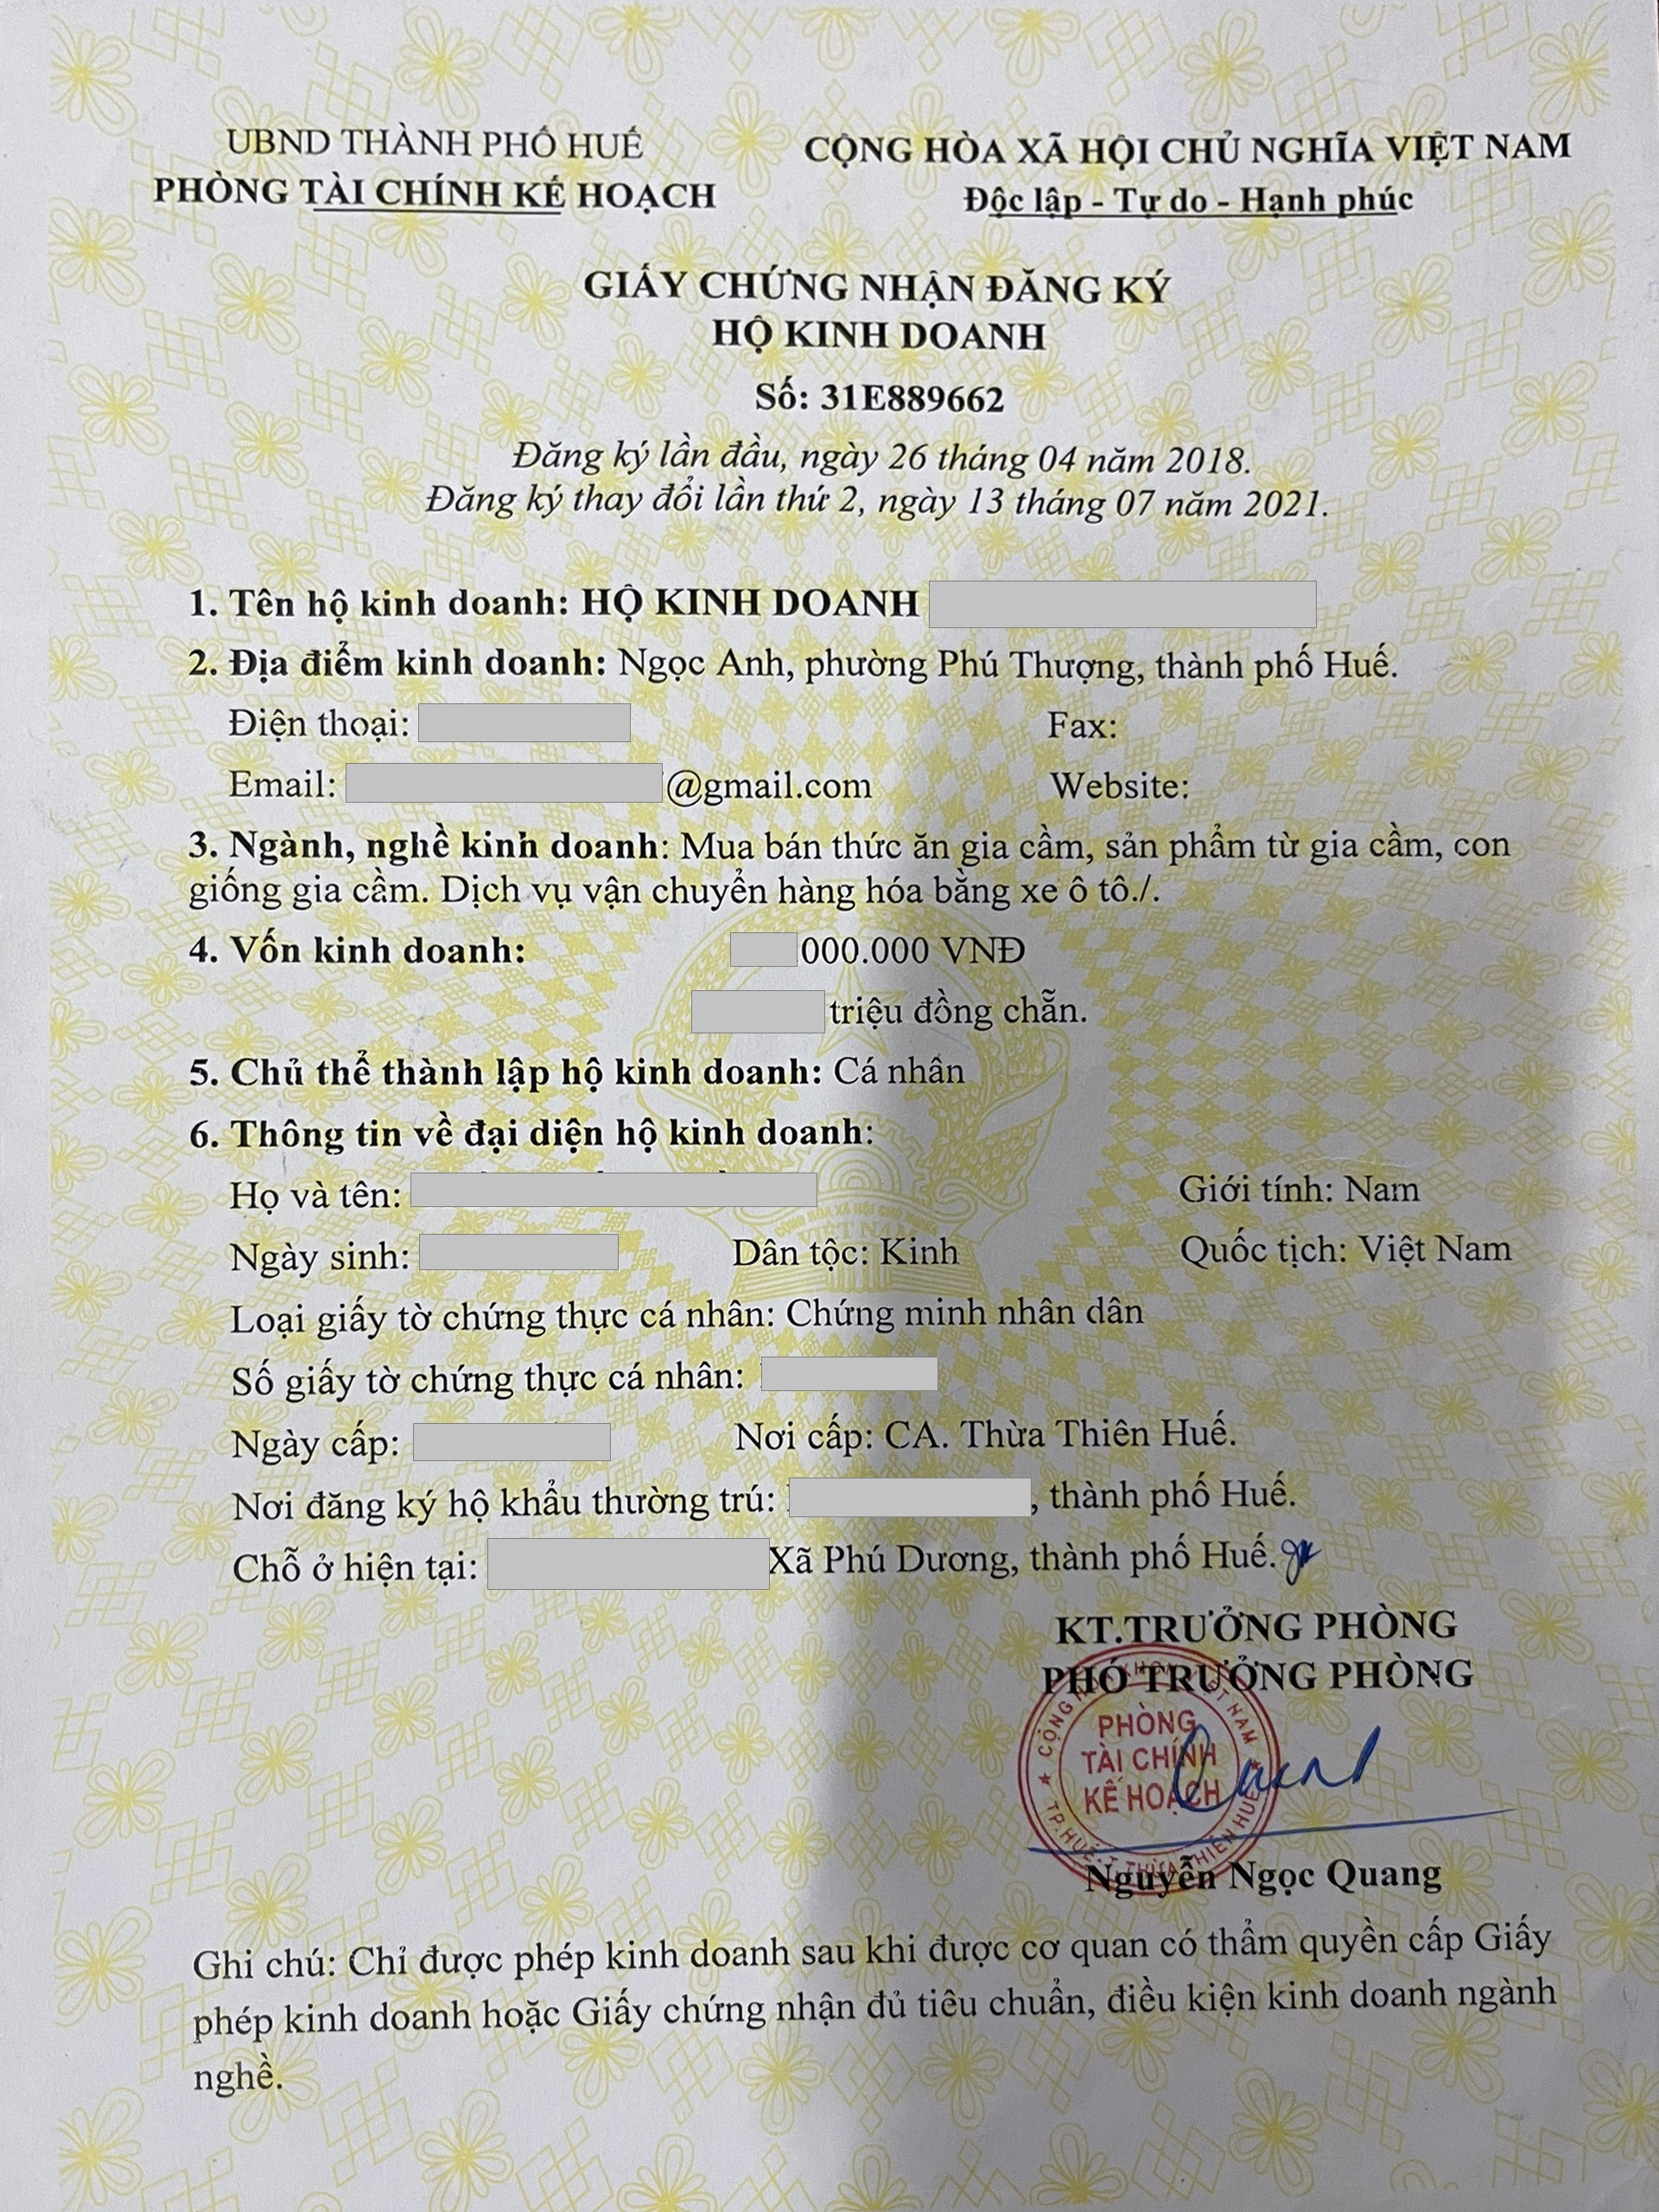 UBND THÀNH PHỐ HUẾ
PHÒNG TÀI CHÍNH KẾ HOẠCH
CỘNG HÒA XÃ HỘI CHỦ NGHĨA VIỆT NAM
Độc lập - Tự do - Hạnh phúc
GIẤY CHỨNG NHẬN ĐĂNG KÝ
HỘ KINH DOANH
Số: 31E889662
Đăng ký lần đầu, ngày 26 tháng 04 năm 2018.
Đăng ký thay đổi lần thứ 2, ngày 13 tháng 07 năm 2021.
1. Tên hộ kinh doanh: HỘ KINH DOANH
2. Địa điểm kinh doanh: Ngọc Anh, phường Phú Thượng, thành phố Huế.
Điện thoại: Fax:
Email: @gmail.com Website:
3. Ngành, nghề kinh doanh: Mua bán thức ăn gia cầm, sản phẩm từ gia cầm, con
giống gia cầm. Dịch vụ vận chuyển hàng hóa bằng xe ô tô./.
4. Vốn kinh doanh: 000.000 VNĐ
triệu đồng chẵn.
5. Chủ thể thành lập hộ kinh doanh: Cá nhân
6. Thông tin về đại diện hộ kinh doanh:
Họ và tên: Giới tính: Nam
Ngày sinh: Dân tộc: Kinh Quốc tịch: Việt Nam
Loại giấy tờ chứng thực cá nhân: Chứng minh nhân dân
Số giấy tờ chứng thực cá nhân:
Ngày cấp: Nơi cấp: CA. Thừa Thiên Huế.
Nơi đăng ký hộ khẩu thường trú: , thành phố Huế.
Chỗ ở hiện tại: Xã Phú Dương, thành phố Huế.
KT.TRƯỞNG PHÒNG
PHÓ TRƯỞNG PHÒNG
PHÒNG
TÀI CHÍNH
KẾ HOẠCH
Nguyễn Ngọc Quang
Ghi chú: Chỉ được phép kinh doanh sau khi được cơ quan có thẩm quyền cấp Giấy
phép kinh doanh hoặc Giấy chứng nhận đủ tiêu chuẩn, điều kiện kinh doanh ngành
nghề.